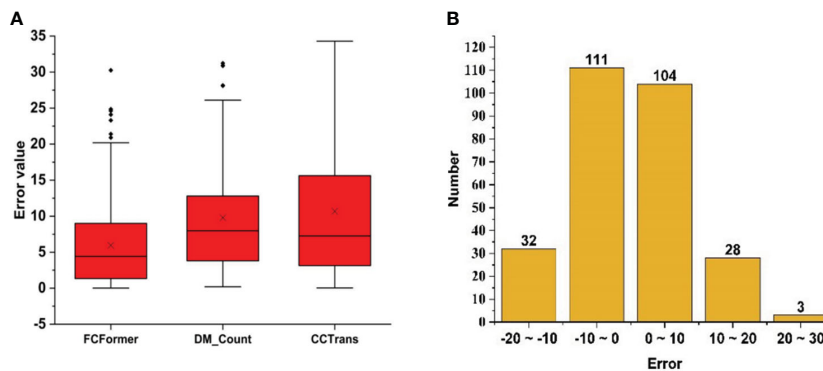 A
Error value
35
30
25
20
15
10
5
0
-5
FCFormer DM_Count CCTrans
B
Number
120
110
100
90
80
70
60
50
40
30
20
10
0
32 111 104 28 3
-20 ~ -10 -10 ~ 0 0 ~ 10 10 ~ 20 20 ~ 30
Error